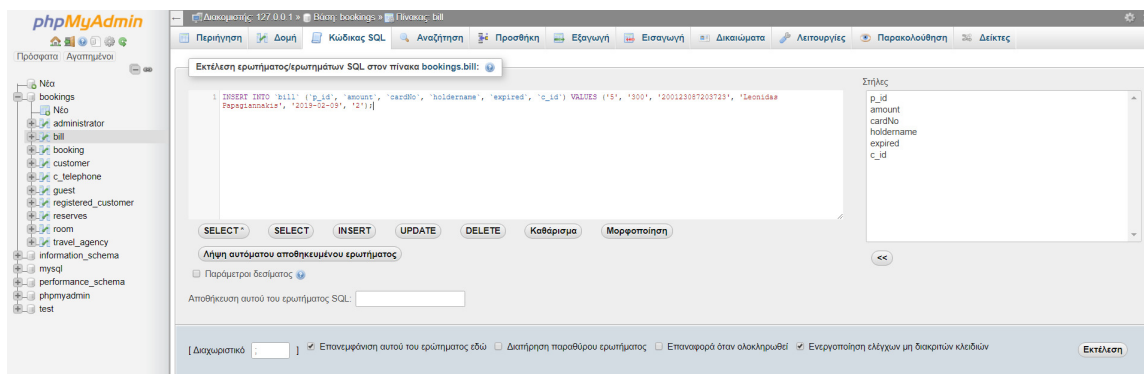 phpMyAdmin
Πρόσφατα Αγαπημένοι
Νέα
bookings
Νέο
administrator
bill
booking
customer
c_telephone
guest
registered_customer
reserves
room
travel_agency
information_schema
mysql
performance_schema
phpmyadmin
test
Διακομιστής: 127.0.0.1 » Βάση: bookings » Πίνακας: bill
Περιήγηση Δομή Κώδικας SQL Αναζήτηση Προσθήκη Εξαγωγή Εισαγωγή Δικαιώματα Λειτουργίες Παρακολούθηση Δείκτες
Εκτέλεση ερωτήματος/ερωτημάτων SQL στον πίνακα bookings.bill:
1 INSERT INTO `bill` (`p_id`, `amount`, `cardNo`, `holdername`, `expired`, `c_id`) VALUES ('5', '300', '200123087203723', 'Leonidas
Papagiannakis', '2019-02-09', '2');
Στήλες
p_id
amount
cardNo
holdername
expired
c_id
SELECT * SELECT INSERT UPDATE DELETE Καθάρισμα Μορφοποίηση
Λήψη αυτόματου αποθηκευμένου ερωτήματος
<<
Παράμετροι δεσίματος
Αποθήκευση αυτού του ερωτήματος SQL:
[ Διαχωριστικό ; ] Επανεμφάνιση αυτού του ερώτηματος εδώ Διατήρηση παραθύρου ερωτήματος Επαναφορά όταν ολοκληρωθεί Ενεργοποίηση ελέγχων μη διακριτών κλειδιών Εκτέλεση